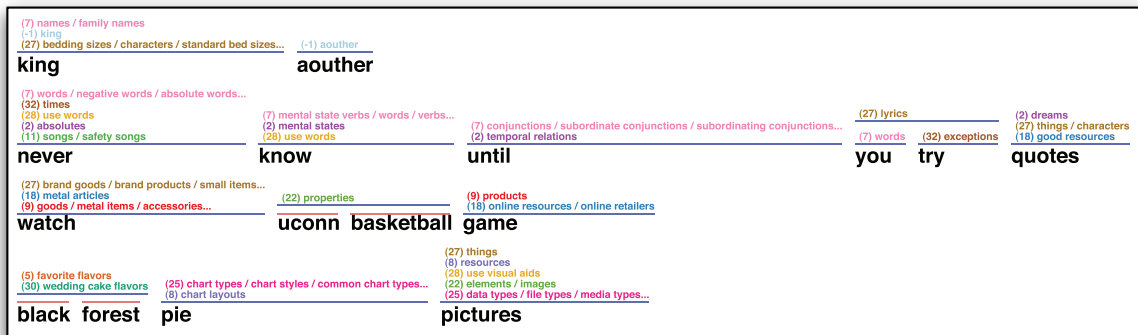 (7) names / family names
(-1) king
(27) bedding sizes / characters / standard bed sizes... (-1) aouther
king aouther
(7) words / negative words / absolute words...
(32) times
(28) use words (7) mental state verbs / words / verbs... (27) lyrics (2) dreams
(2) absolutes (2) mental states (7) conjunctions / subordinate conjunctions / subordinating conjunctions... (27) things / characters
(11) songs / safety songs (28) use words (2) temporal relations (7) words (32) exceptions (18) good resources
never know until you try quotes
(27) brand goods / brand products / small items...
(18) metal articles (22) properties (9) products
(9) goods / metal items / accessories... (18) online resources / online retailers
watch uconn basketball game
(27) things
(8) resources
(5) favorite flavors (28) use visual aids
(30) wedding cake flavors (25) chart types / chart styles / common chart types... (22) elements / images
(8) chart layouts (25) data types / file types / media types...
black forest pie pictures